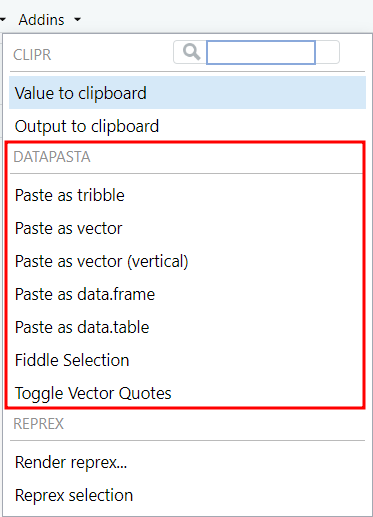 Addins
CLIPR
Value to clipboard
Output to clipboard
DATAPASTA
Paste as tribble
Paste as vector
Paste as vector (vertical)
Paste as data.frame
Paste as data.table
Fiddle Selection
Toggle Vector Quotes
REPREX
Render reprex...
Reprex selection